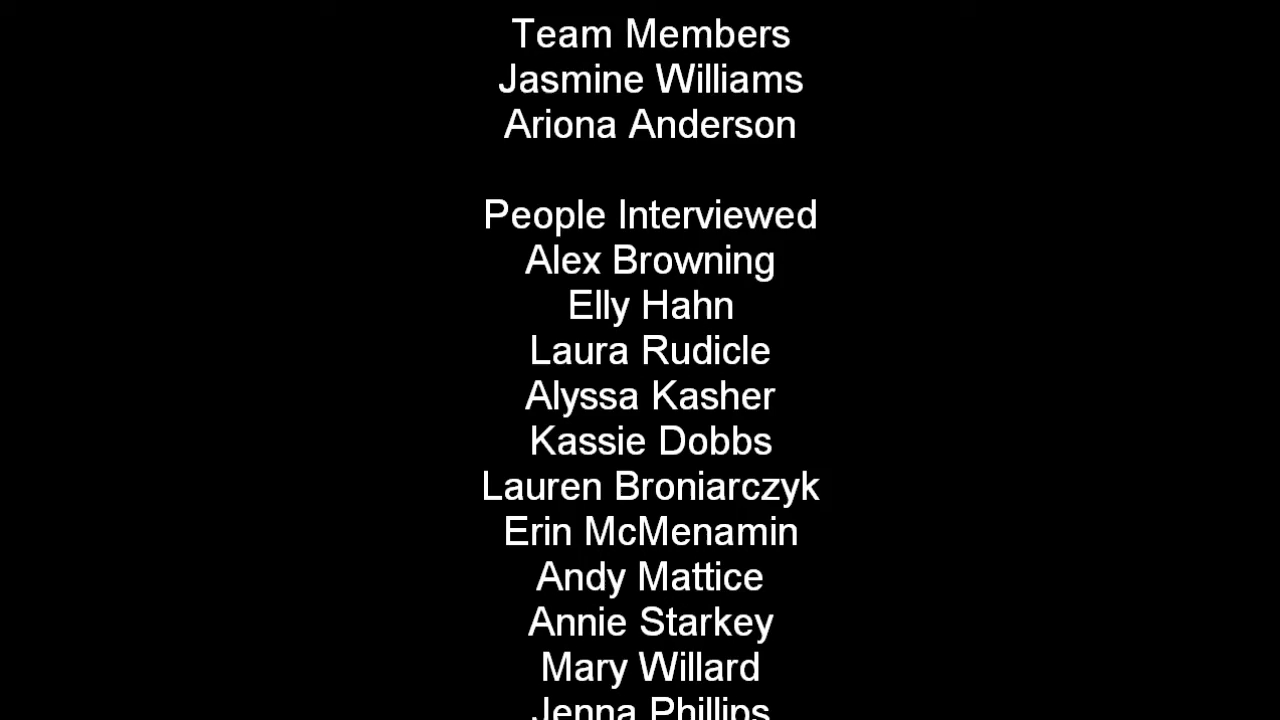 Team Members
Jasmine Williams
Ariona Anderson
People Interviewed
Alex Browning
Elly Hahn
Laura Rudicle
Alyssa Kasher
Kassie Dobbs
Lauren Broniarczyk
Erin McMenamin
Andy Mattice
Annie Starkey
Mary Willard
Jenna Phillips